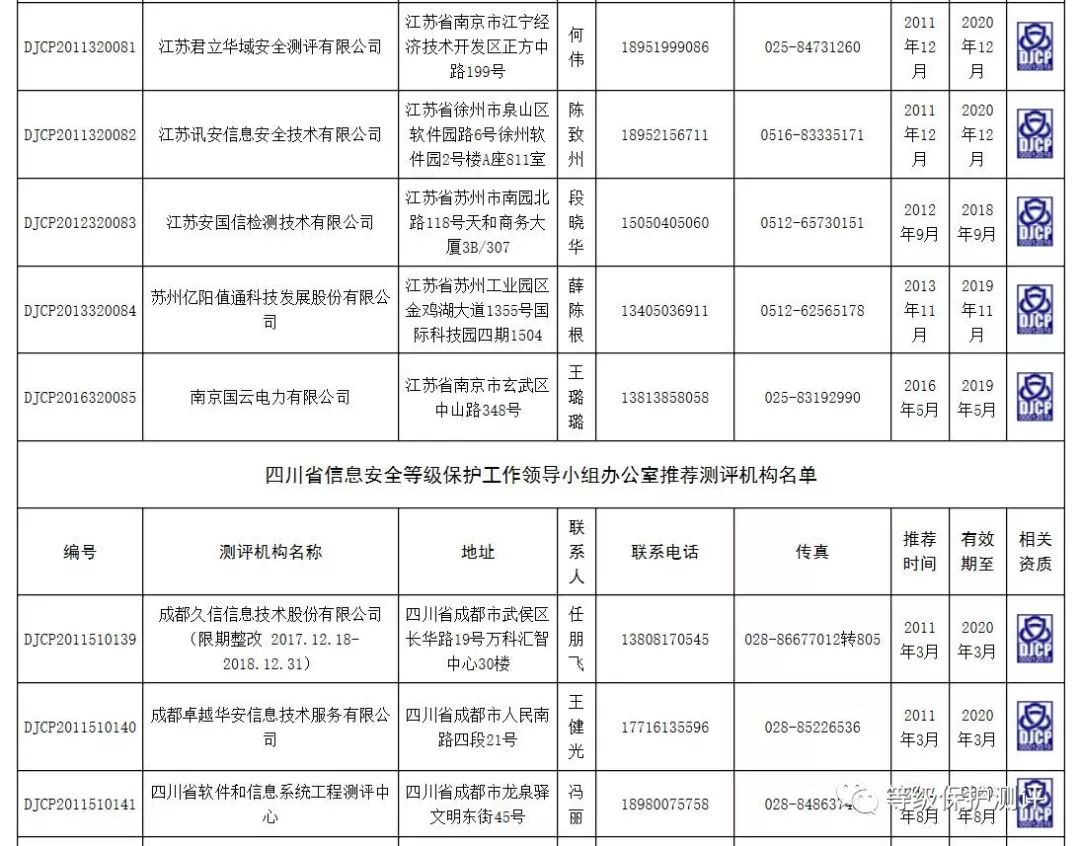 江苏省南京市江宁经
DJCP2011320081 江苏君立华域安全测评有限公司 济技术开发区正方中 何伟 18951999086 025-84731260 2011年12月 2020年12月 DJCP
路199号
江苏省徐州市泉山区
DJCP2011320082 江苏讯安信息安全技术有限公司 软件园路6号徐州软 陈致州 18952156711 0516-83335171 2011年12月 2020年12月 DJCP
件园2号楼A座811室
江苏省苏州市南园北
DJCP2012320083 江苏安国信检测技术有限公司 路118号天和商务大 段晓华 15050405060 0512-65730151 2012年9月 2018年9月 DJCP
厦3B/307
苏州亿阳值通科技发展股份有限公 江苏省苏州工业园区
DJCP2013320084 司 金鸡湖大道1355号国 薛陈根 13405036911 0512-62565178 2013年11月 2019年11月 DJCP
际科技园四期1504
江苏省南京市玄武区
DJCP2016320085 南京国云电力有限公司 中山路348号 王璐璐 13813858058 025-83192990 2016年5月 2019年5月 DJCP
四川省信息安全等级保护工作领导小组办公室推荐测评机构名单
编号 测评机构名称 地址 联系人 联系电话 传真 推荐时间 有效期至 相关资质
成都久信信息技术股份有限公司 四川省成都市武侯区
DJCP2011510139 （限期整改 2017.12.18- 长华路19号万科汇智 任朋飞 13808170545 028-86677012转805 2011年3月 2020年3月 DJCP
2018.12.31） 中心30楼
成都卓越华安信息技术服务有限公 四川省成都市人民南
DJCP2011510140 司 路四段21号 王健光 17716135596 028-85226536 2011年3月 2020年3月 DJCP
四川省软件和信息系统工程测评中 四川省成都市龙泉驿
DJCP2011510141 心 文明东街45号 冯丽 18980075758 年8月 年8月 DJCP
等级保护测评